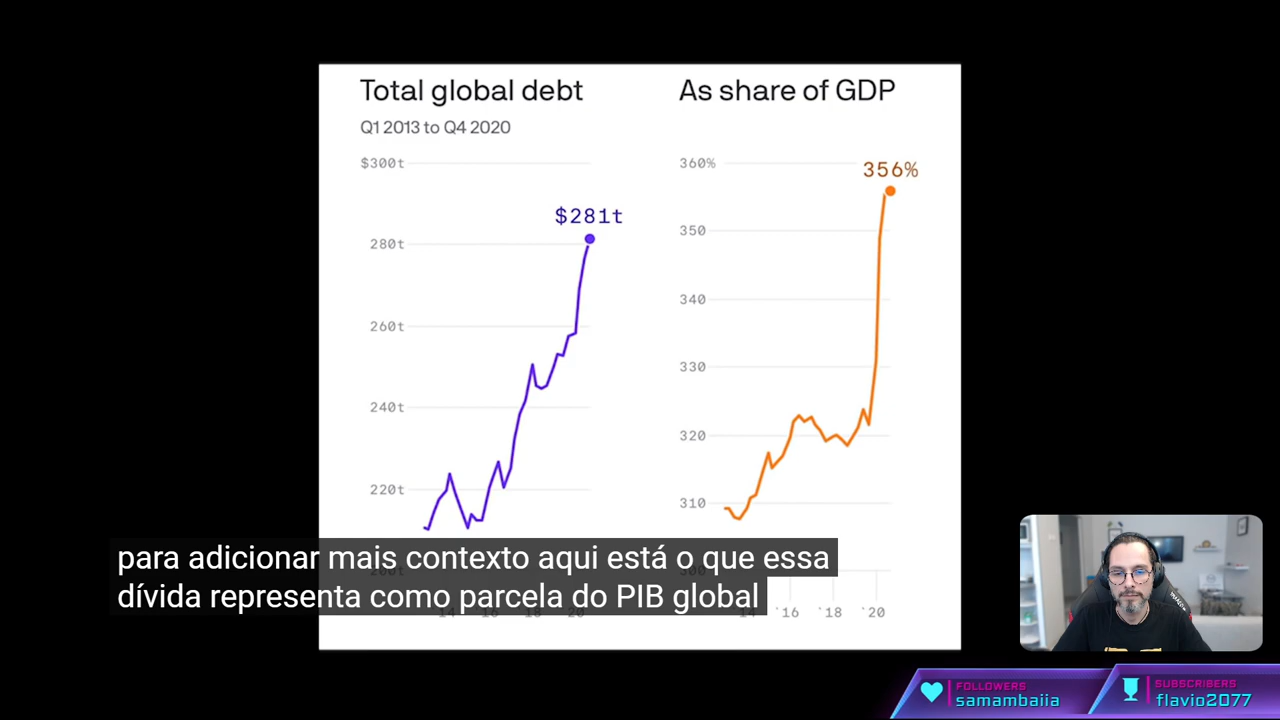 Total global debt
Q1 2013 to Q4 2020
$300t
$281t
280t
260t
240t
220t
As share of GDP
360%
356%
350
340
330
320
310
para adicionar mais contexto aqui está o que essa
dívida representa como parcela do PIB global
'16 '18 '20
FOLLOWERS
samambaiia
SUBSCRIBERS
flavio2077